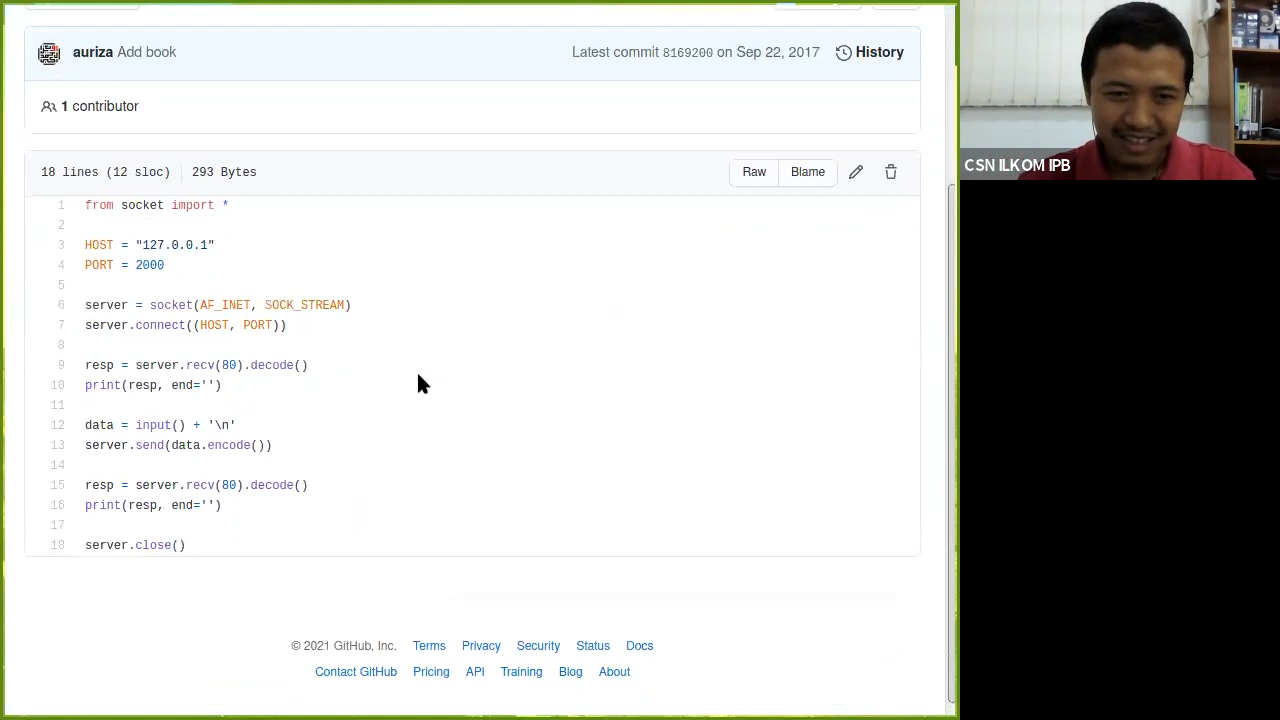 auriza Add book
Latest commit 8169200 on Sep 22, 2017 History
1 contributor
18 lines (12 sloc) 293 Bytes
Raw Blame
1 from socket import *
2
3 HOST = "127.0.0.1"
4 PORT = 2000
5
6 server = socket(AF_INET, SOCK_STREAM)
7 server.connect((HOST, PORT))
8
9 resp = server.recv(80).decode()
10 print(resp, end='')
11
12 data = input() + '\n'
13 server.send(data.encode())
14
15 resp = server.recv(80).decode()
16 print(resp, end='')
17
18 server.close()
© 2021 GitHub, Inc. Terms Privacy Security Status Docs
Contact GitHub Pricing API Training Blog About
CSN ILKOM IPB